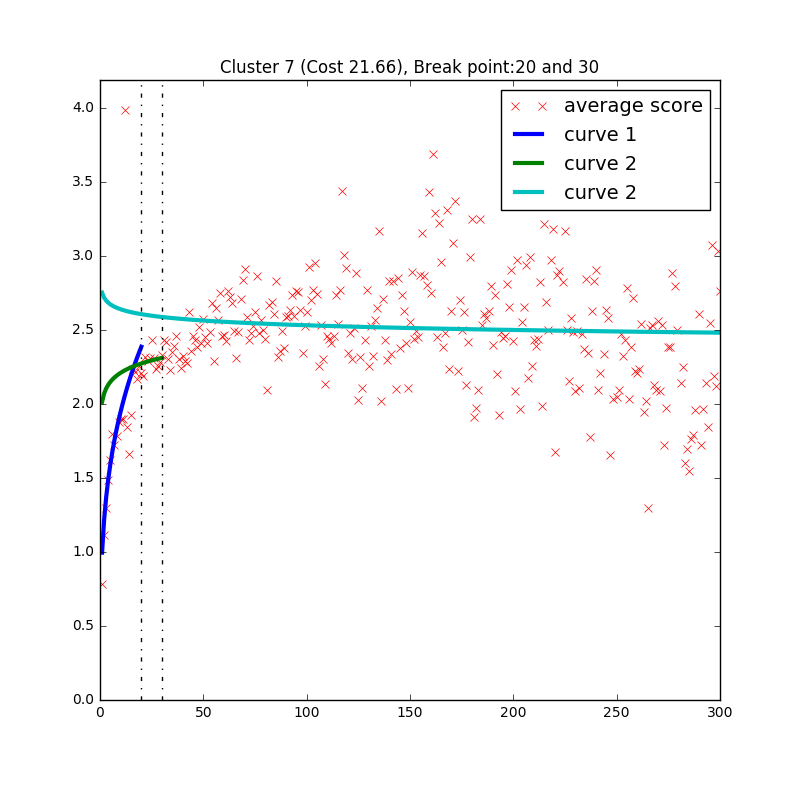 Cluster 7 (Cost 21.66), Break point:20 and 30
average score
curve 1
curve 2
curve 2
4.0
3.5
3.0
2.5
2.0
1.5
1.0
0.5
0.0
0 50 100 150 200 250 300